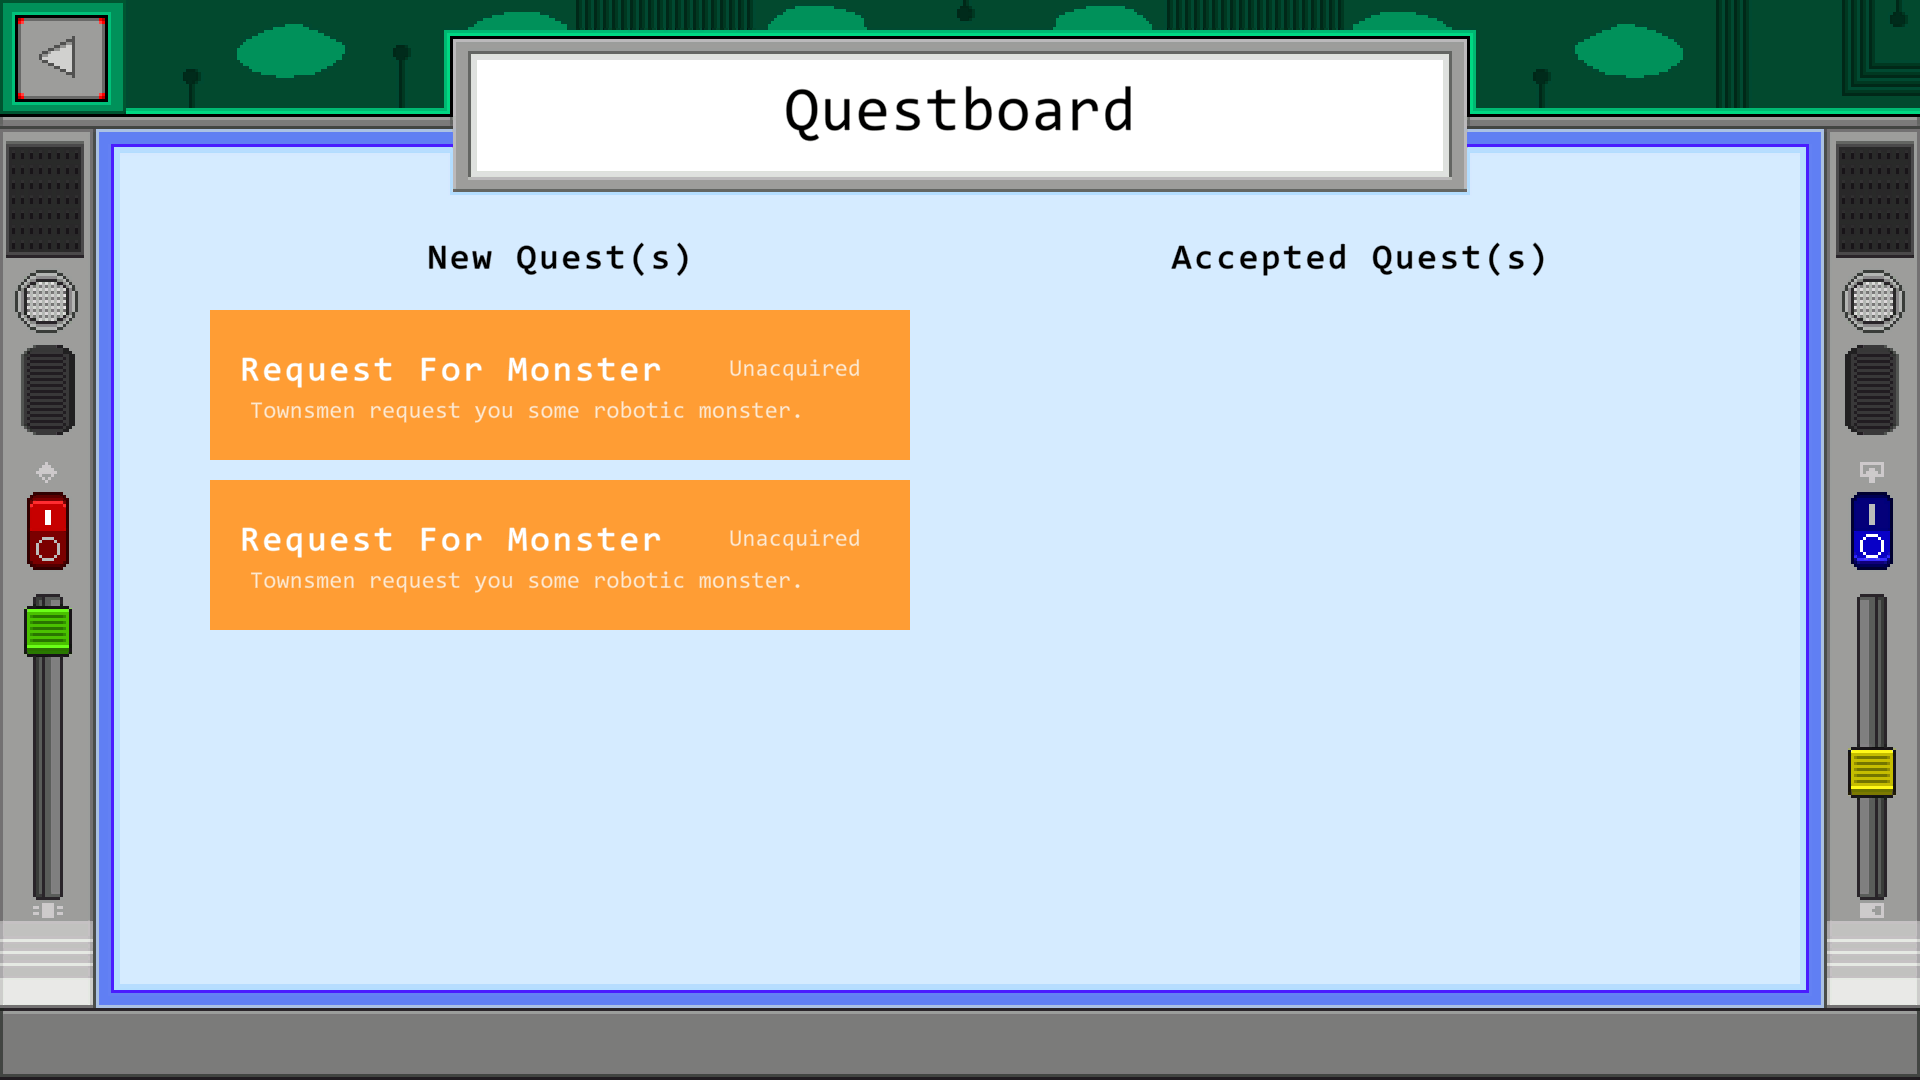 Questboard
New Quest(s)
Accepted Quest(s)
Request For Monster
Unacquired
Townsmen request you some robotic monster.
Request For Monster
Unacquired
Townsmen request you some robotic monster.